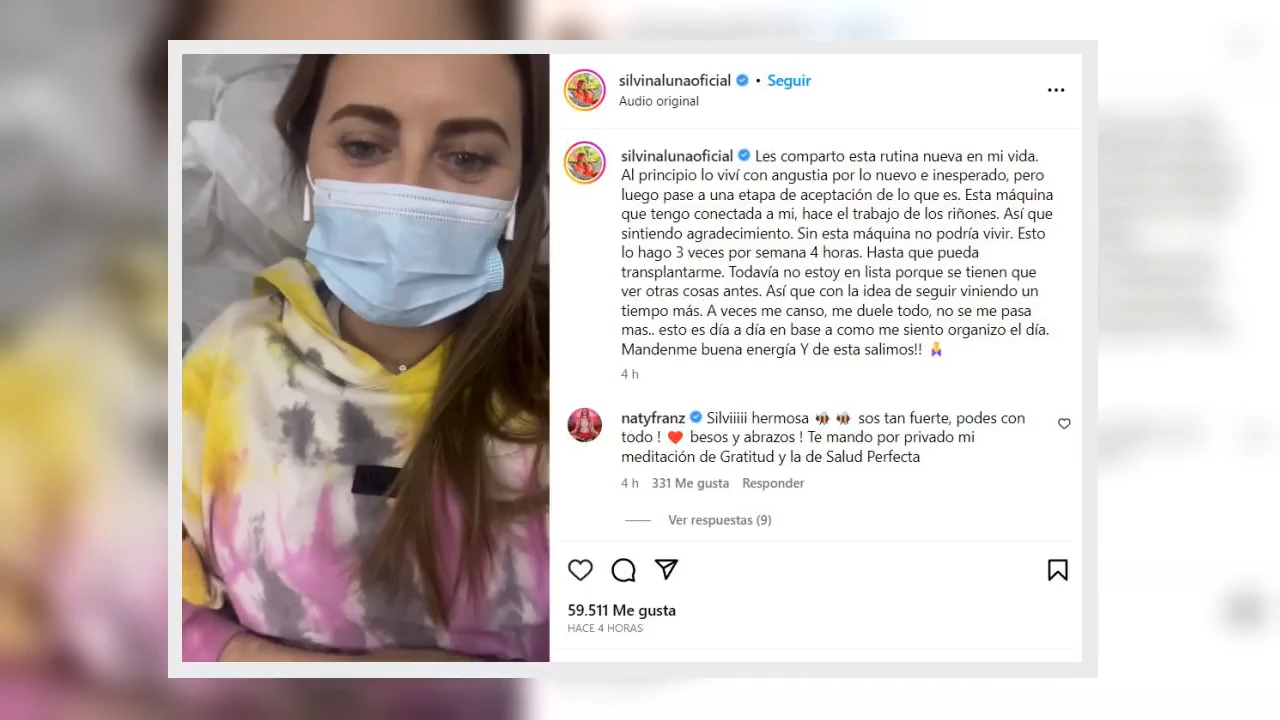 silvinalunaoficial • Seguir
Audio original
silvinalunaoficial Les comparto esta rutina nueva en mi vida.
Al principio lo viví con angustia por lo nuevo e inesperado, pero
luego pase a una etapa de aceptación de lo que es. Esta máquina
que tengo conectada a mi, hace el trabajo de los riñones. Así que
sintiendo agradecimiento. Sin esta máquina no podría vivir. Esto
lo hago 3 veces por semana 4 horas. Hasta que pueda
transplantarme. Todavía no estoy en lista porque se tienen que
ver otras cosas antes. Así que con la idea de seguir viniendo un
tiempo más. A veces me canso, me duele todo, no se me pasa
mas.. esto es día a día en base a como me siento organizo el día.
Mandenme buena energía Y de esta salimos!! 🧘‍♀️
4 h
natyfranz Silviiiii hermosa 🐝 🐝 sos tan fuerte, podes con
todo ! ❤️ besos y abrazos ! Te mando por privado mi
meditación de Gratitud y la de Salud Perfecta
4 h 331 Me gusta Responder
Ver respuestas (9)
59.511 Me gusta
HACE 4 HORAS